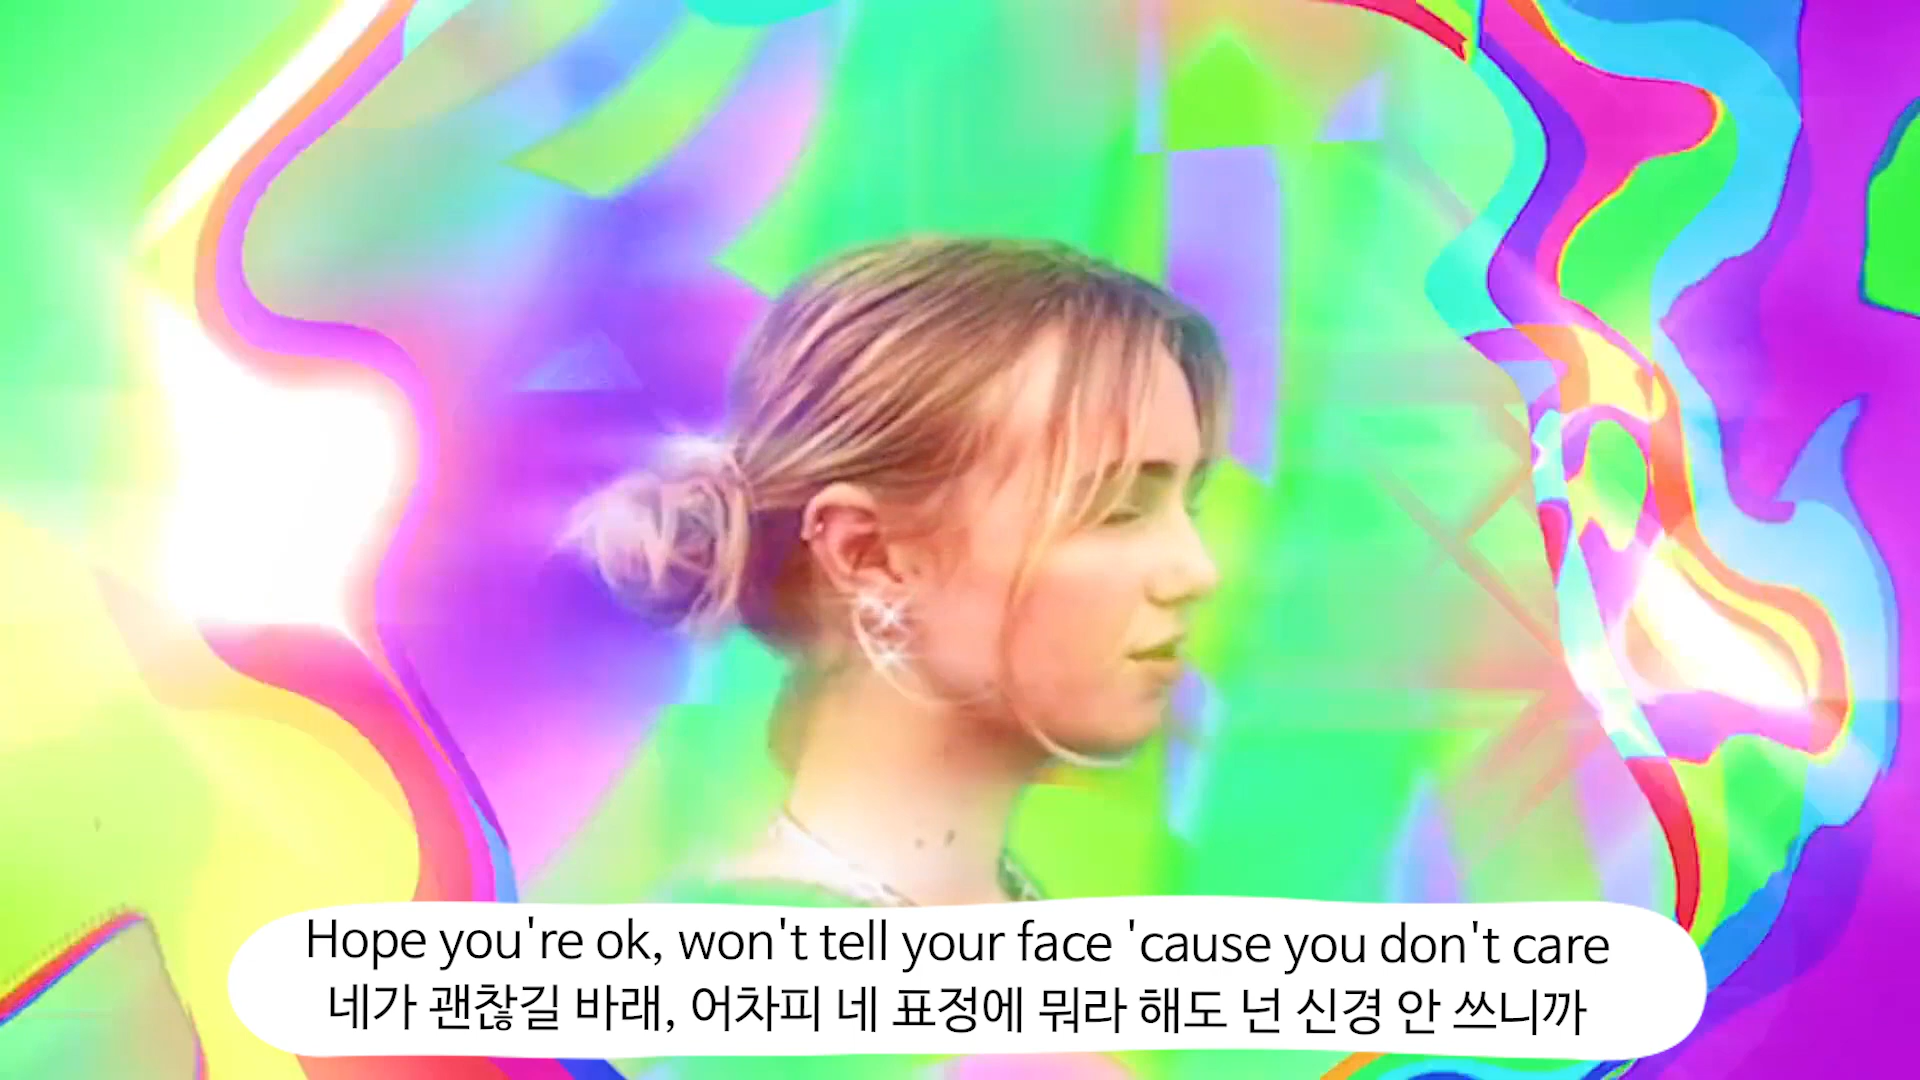 Hope you're ok, won't tell your face 'cause you don't care
네가 괜찮길 바래, 어차피 네 표정에 뭐라 해도 넌 신경 안 쓰니까